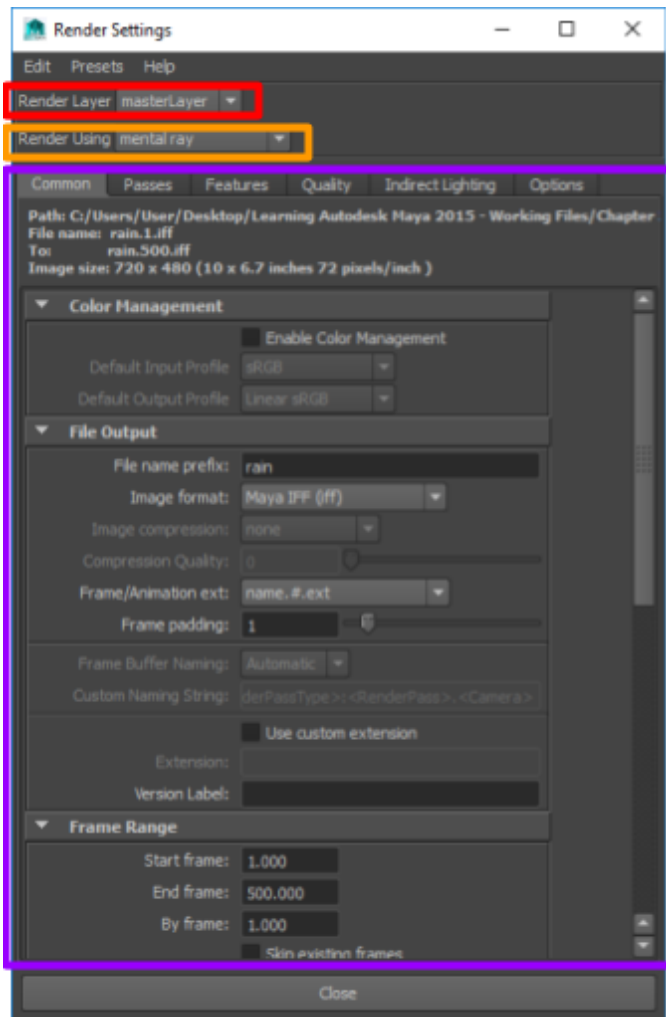 Render Settings
Edit Presets Help
Render Layer masterLayer
Render Using mental ray
Common Passes Features Quality Indirect Lighting Options
Path: C:/Users/User/Desktop/Learning Autodesk Maya 2015 - Working Files/Chapter
File name: rain.1.iff
To: rain.500.iff
Image size: 720 x 480 (10 x 6.7 inches 72 pixels/inch )
Color Management
Enable Color Management
Default Input Profile sRGB
Default Output Profile Linear sRGB
File Output
File name prefix: rain
Image format: Maya IFF (iff)
Image compression: none
Compression Quality: 0
Frame/Animation ext: name.#.ext
Frame padding: 1
Frame Buffer Naming: Automatic
Custom Naming String: derPassType>:<RenderPass>.<Camera>
Use custom extension
Extension:
Version Label:
Frame Range
Start frame: 1.000
End frame: 500.000
By frame: 1.000
Skip existing frames
Close